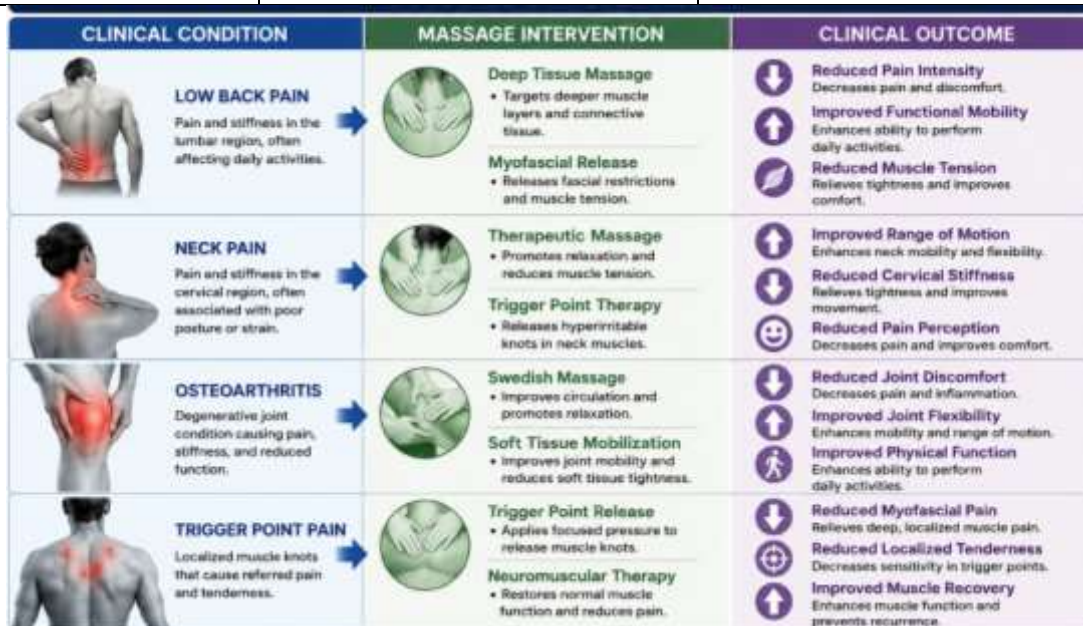 CLINICAL CONDITION
MASSAGE INTERVENTION
CLINICAL OUTCOME
LOW BACK PAIN
Pain and stiffness in the
lumbar region, often
affecting daily activities.
Deep Tissue Massage
• Targets deeper muscle
layers and connective
tissue.
Myofascial Release
• Releases fascial restrictions
and muscle tension.
Reduced Pain Intensity
Decreases pain and discomfort.
Improved Functional Mobility
Enhances ability to perform
daily activities.
Reduced Muscle Tension
Relieves tightness and improves
comfort.
NECK PAIN
Pain and stiffness in the
cervical region, often
associated with poor
posture or strain.
Therapeutic Massage
• Promotes relaxation and
reduces muscle tension.
Trigger Point Therapy
• Releases hyperirritable
knots in neck muscles.
Improved Range of Motion
Enhances neck mobility and flexibility.
Reduced Cervical Stiffness
Relieves tightness and improves
movement.
Reduced Pain Perception
Decreases pain and improves comfort.
OSTEOARTHRITIS
Degenerative joint
condition causing pain,
stiffness, and reduced
function.
Swedish Massage
• Improves circulation and
promotes relaxation.
Soft Tissue Mobilization
• Improves joint mobility and
reduces soft tissue tightness.
Reduced Joint Discomfort
Decreases pain and inflammation.
Improved Joint Flexibility
Enhances mobility and range of motion.
Improved Physical Function
Enhances ability to perform
daily activities.
TRIGGER POINT PAIN
Localized muscle knots
that cause referred pain
and tenderness.
Trigger Point Release
• Applies focused pressure to
release muscle knots.
Neuromuscular Therapy
• Restores normal muscle
function and reduces pain.
Reduced Myofascial Pain
Relieves deep, localized muscle pain.
Reduced Localized Tenderness
Decreases sensitivity in trigger points.
Improved Muscle Recovery
Enhances muscle function and
prevents recurrence.